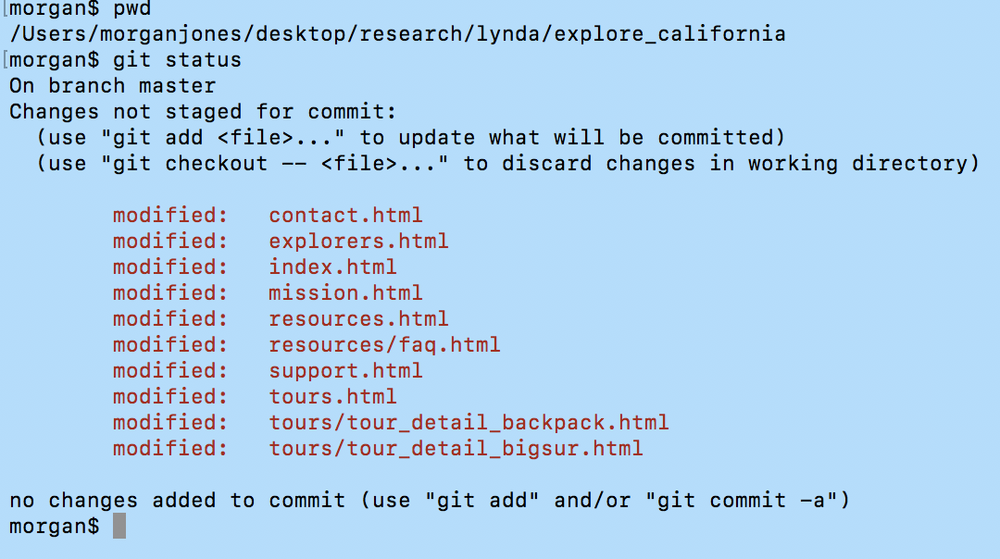 morgan$ pwd
/Users/morganjones/desktop/research/lynda/explore_california
morgan$ git status
On branch master
Changes not staged for commit:
  (use "git add <file>..." to update what will be committed)
  (use "git checkout -- <file>..." to discard changes in working directory)

        modified:   contact.html
        modified:   explorers.html
        modified:   index.html
        modified:   mission.html
        modified:   resources.html
        modified:   resources/faq.html
        modified:   support.html
        modified:   tours.html
        modified:   tours/tour_detail_backpack.html
        modified:   tours/tour_detail_bigsur.html

no changes added to commit (use "git add" and/or "git commit -a")
morgan$